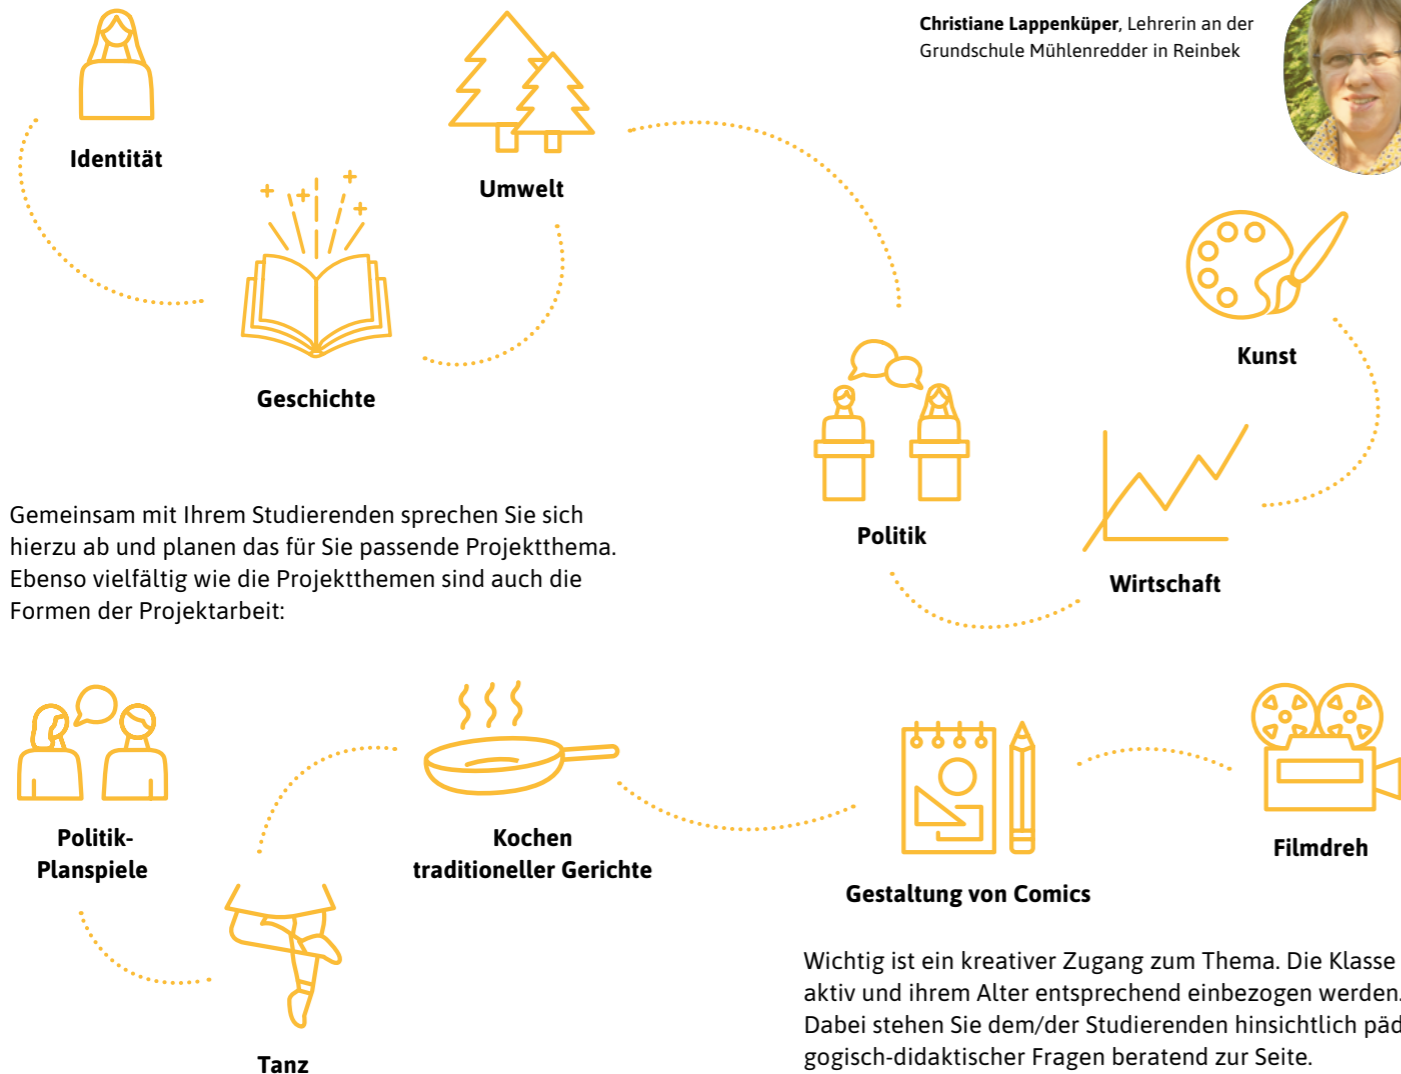 Christiane Lappenküper, Lehrerin an der
Grundschule Mühlenredder in Reinbek
Identität
Umwelt
Geschichte
Kunst
Politik
Wirtschaft
Gemeinsam mit Ihrem Studierenden sprechen Sie sich
hierzu ab und planen das für Sie passende Projektthema.
Ebenso vielfältig wie die Projektthemen sind auch die
Formen der Projektarbeit:
Politik-
Planspiele
Tanz
Kochen
traditioneller Gerichte
Gestaltung von Comics
Filmdreh
Wichtig ist ein kreativer Zugang zum Thema. Die Klasse
aktiv und ihrem Alter entsprechend einbezogen werden.
Dabei stehen Sie dem/der Studierenden hinsichtlich päd
gogisch-didaktischer Fragen beratend zur Seite.